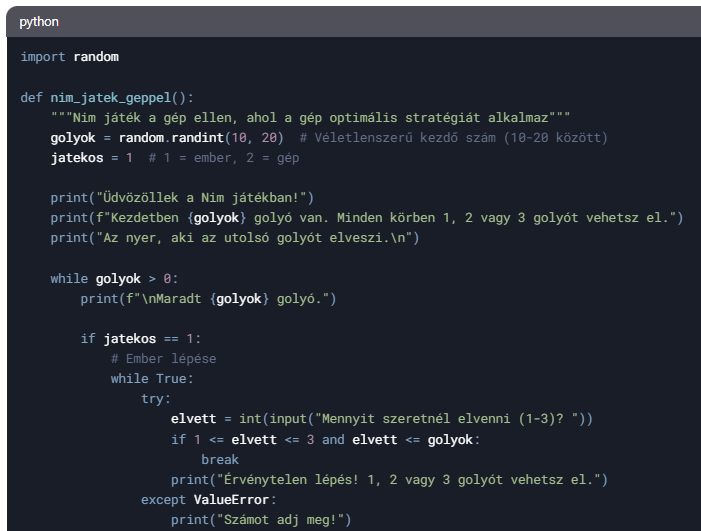 python
import random
def nim_jatek_geppel():
"""Nim játék a gép ellen, ahol a gép optimális stratégiát alkalmaz"""
golyok = random.randint(10, 20)  # Véletlenszerű kezdő szám (10-20 között)
jatekos = 1  # 1 = ember, 2 = gép
print("Üdvözöllek a Nim játékban!")
print(f"Kezdetben {golyok} golyó van. Minden körben 1, 2 vagy 3 golyót vehetsz el.")
print("Az nyer, aki az utolsó golyót elveszi.\n")
while golyok > 0:
print(f"\nMaradt {golyok} golyó.")
if jatekos == 1:
# Ember lépése
while True:
try:
elvett = int(input("Mennyit szeretnél elvenni (1-3)? "))
if 1 <= elvett <= 3 and elvett <= golyok:
break
print("Érvénytelen lépés! 1, 2 vagy 3 golyót vehetsz el.")
except ValueError:
print("Számot adj meg!")